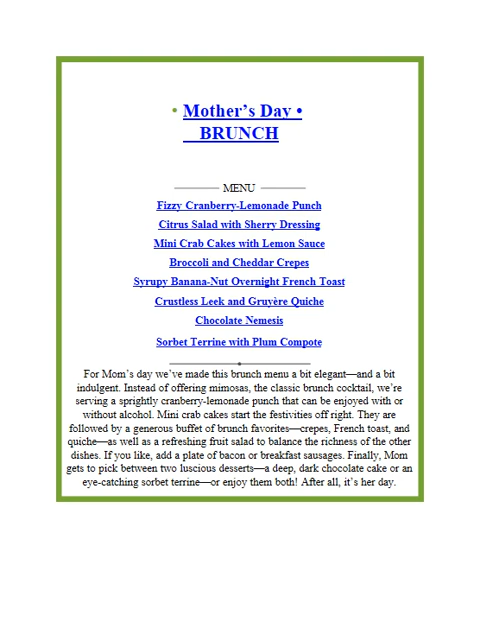 • Mother’s Day •
BRUNCH
MENU
Fizzy Cranberry-Lemonade Punch
Citrus Salad with Sherry Dressing
Mini Crab Cakes with Lemon Sauce
Broccoli and Cheddar Crepes
Syrupy Banana-Nut Overnight French Toast
Crustless Leek and Gruyère Quiche
Chocolate Nemesis
Sorbet Terrine with Plum Compote
For Mom’s day we’ve made this brunch menu a bit elegant—and a bit
indulgent. Instead of offering mimosas, the classic brunch cocktail, we’re
serving a sprightly cranberry-lemonade punch that can be enjoyed with or
without alcohol. Mini crab cakes start the festivities off right. They are
followed by a generous buffet of brunch favorites—crepes, French toast, and
quiche—as well as a refreshing fruit salad to balance the richness of the other
dishes. If you like, add a plate of bacon or breakfast sausages. Finally, Mom
gets to pick between two luscious desserts—a deep, dark chocolate cake or an
eye-catching sorbet terrine—or enjoy them both! After all, it’s her day.